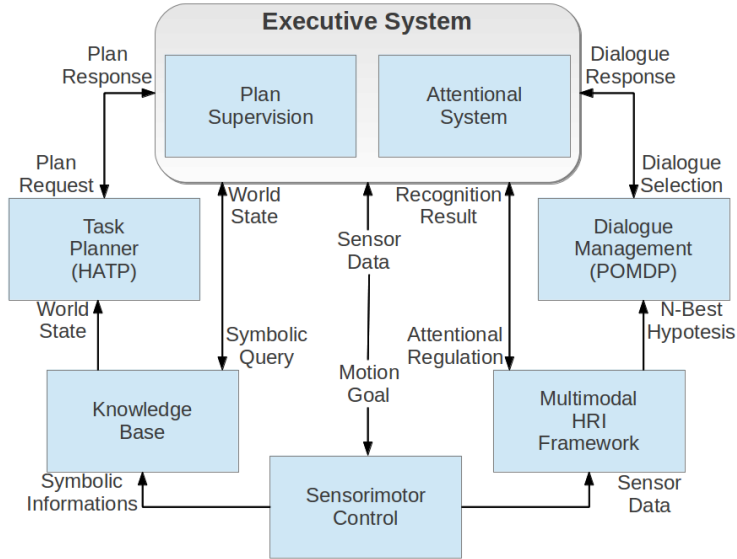 Executive System
Plan
Response
Plan
Supervision
Attentional
System
Dialogue
Response
Plan
Request
World
State
Recognition
Result
Dialogue
Selection
Sensor
Data
Task
Planner
(HATP)
Dialogue
Management
(POMDP)
World
State
Symbolic
Query
Attentional
Regulation
N-Best
Hypotesis
Motion
Goal
Knowledge
Base
Multimodal
HRI
Framework
Symbolic
Informations
Sensorimotor
Control
Sensor
Data